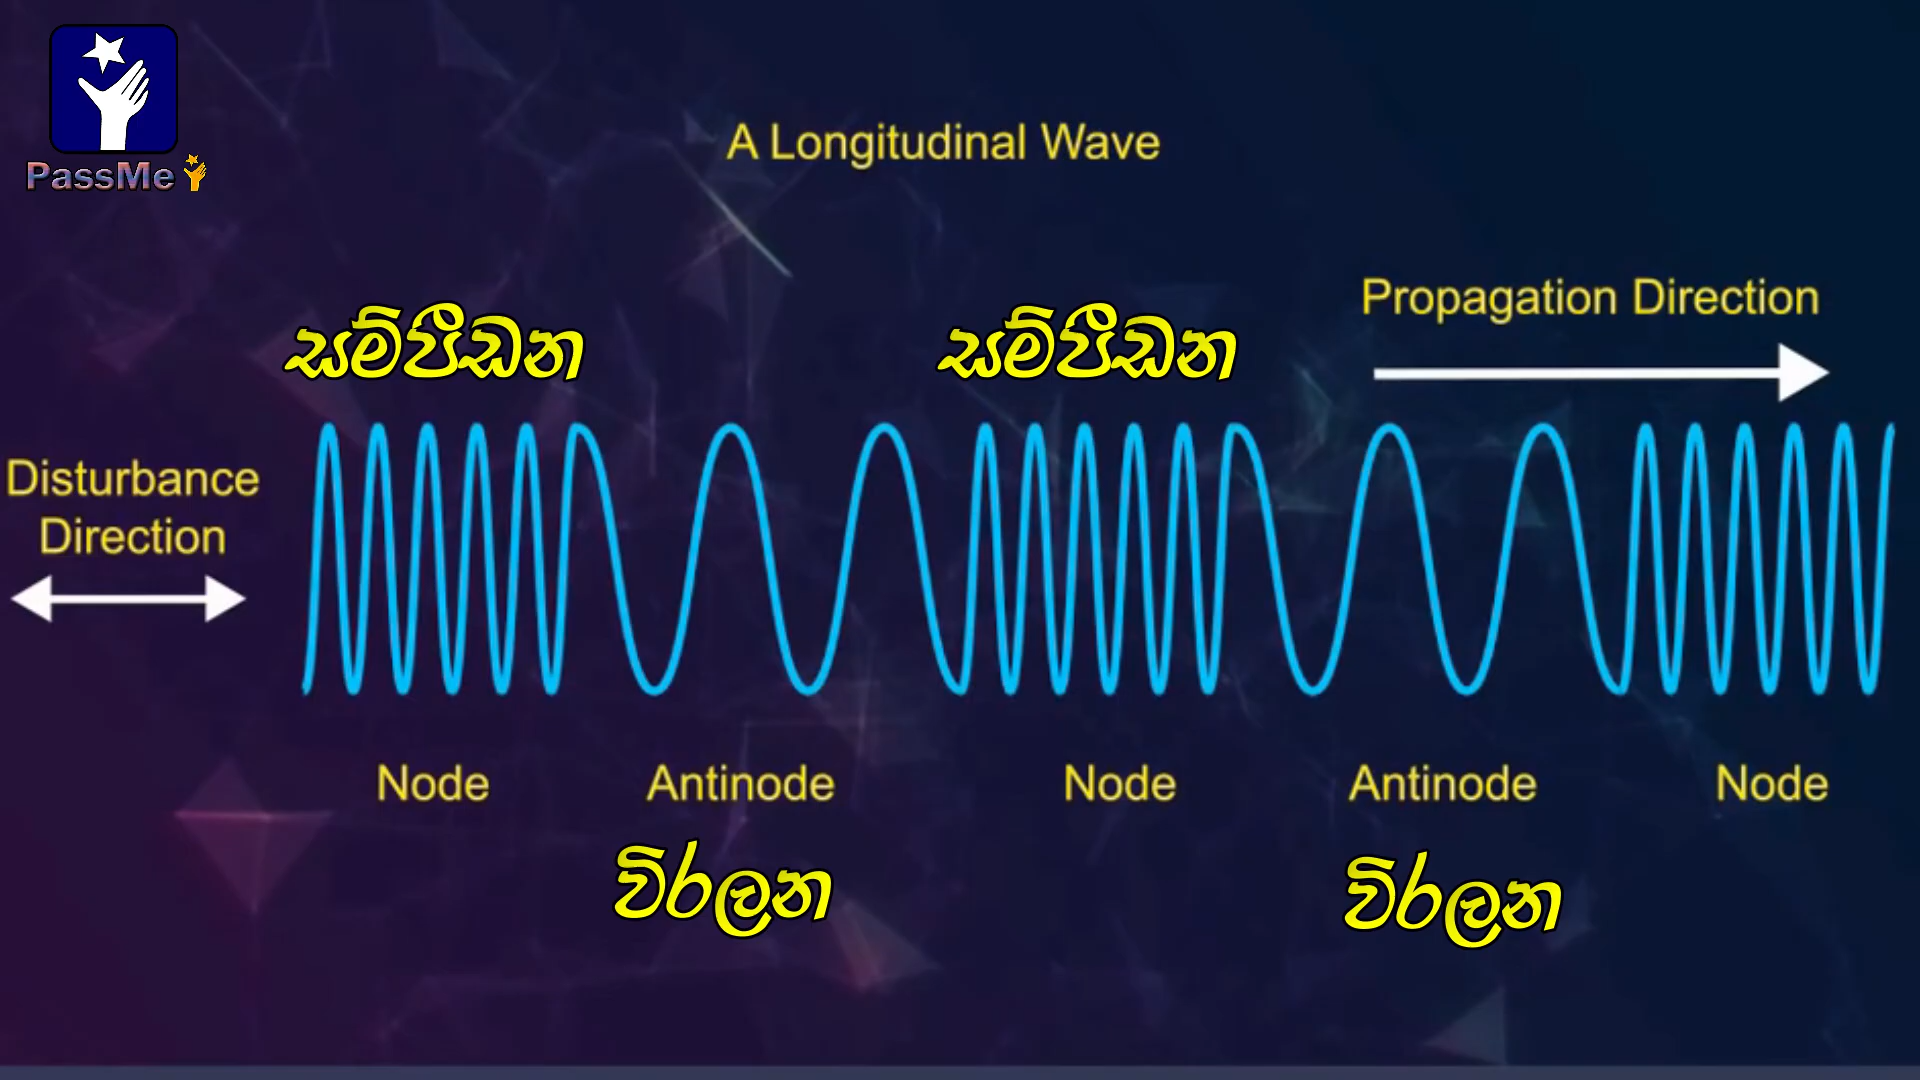 PassMe
A Longitudinal Wave
Propagation Direction
සම්පීඩන
සම්පීඩන
Disturbance
Direction
Node
Antinode
Node
Antinode
Node
විරලන
විරලන